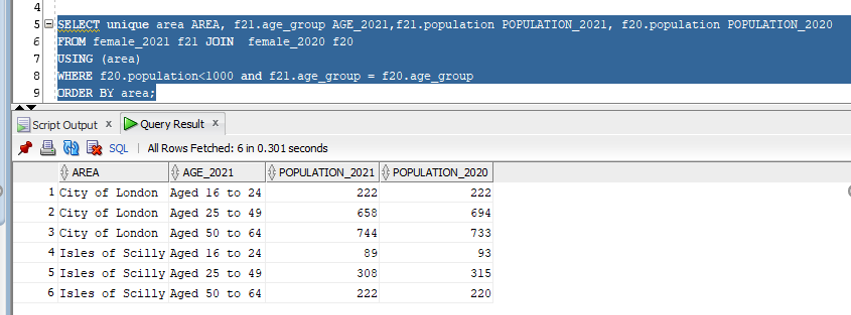 4
5 SELECT unique area AREA, f21.age_group AGE_2021,f21.population POPULATION_2021, f20.population POPULATION_2020
6 FROM female_2021 f21 JOIN  female_2020 f20
7 USING (area)
8 WHERE f20.population<1000 and f21.age_group = f20.age_group
9 ORDER BY area;
Script Output x Query Result x
SQL | All Rows Fetched: 6 in 0.301 seconds
AREA AGE_2021 POPULATION_2021 POPULATION_2020
1 City of London Aged 16 to 24 222 222
2 City of London Aged 25 to 49 658 694
3 City of London Aged 50 to 64 744 733
4 Isles of Scilly Aged 16 to 24 89 93
5 Isles of Scilly Aged 25 to 49 308 315
6 Isles of Scilly Aged 50 to 64 222 220